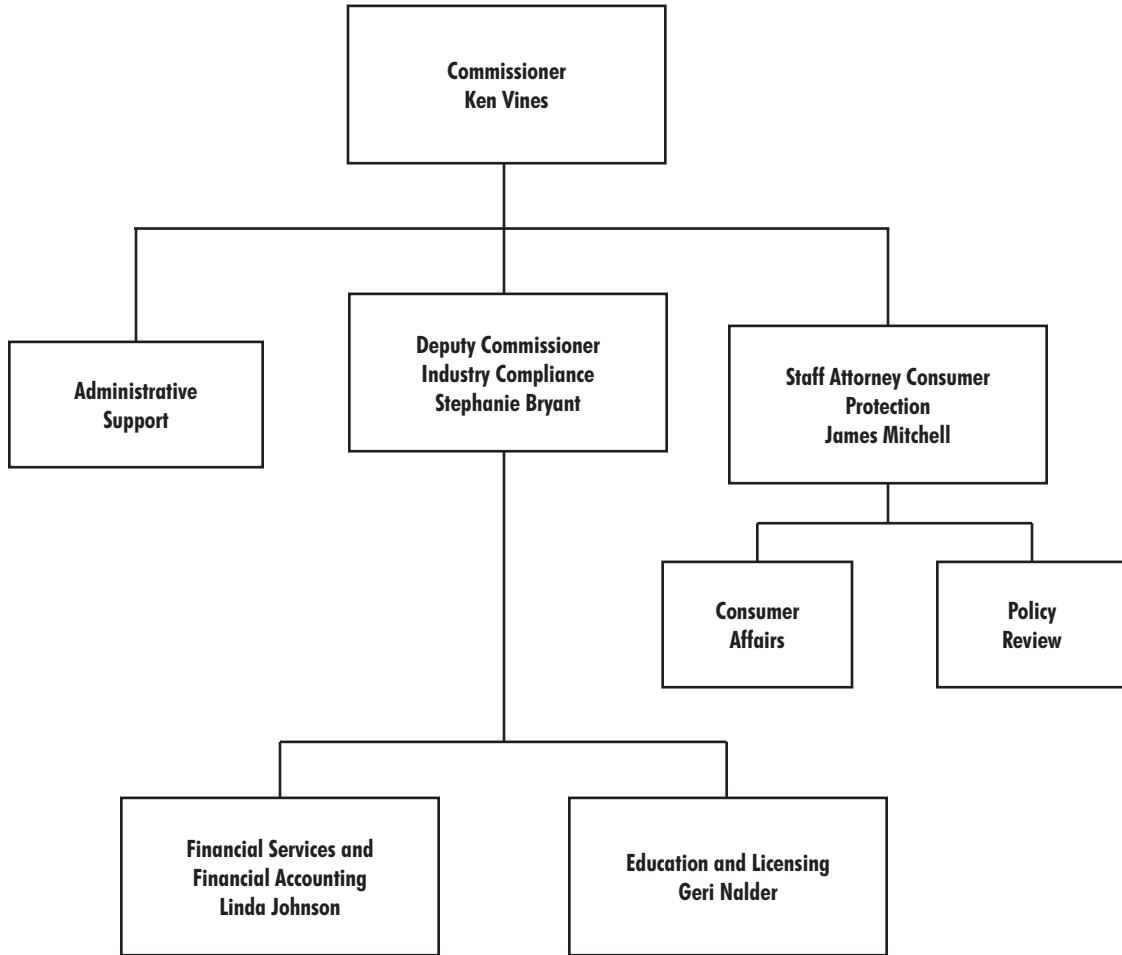 Commissioner
Ken Vines
Administrative
Support
Deputy Commissioner
Industry Compliance
Stephanie Bryant
Staff Attorney Consumer
Protection
James Mitchell
Consumer
Affairs
Policy
Review
Financial Services and
Financial Accounting
Linda Johnson
Education and Licensing
Geri Nalder